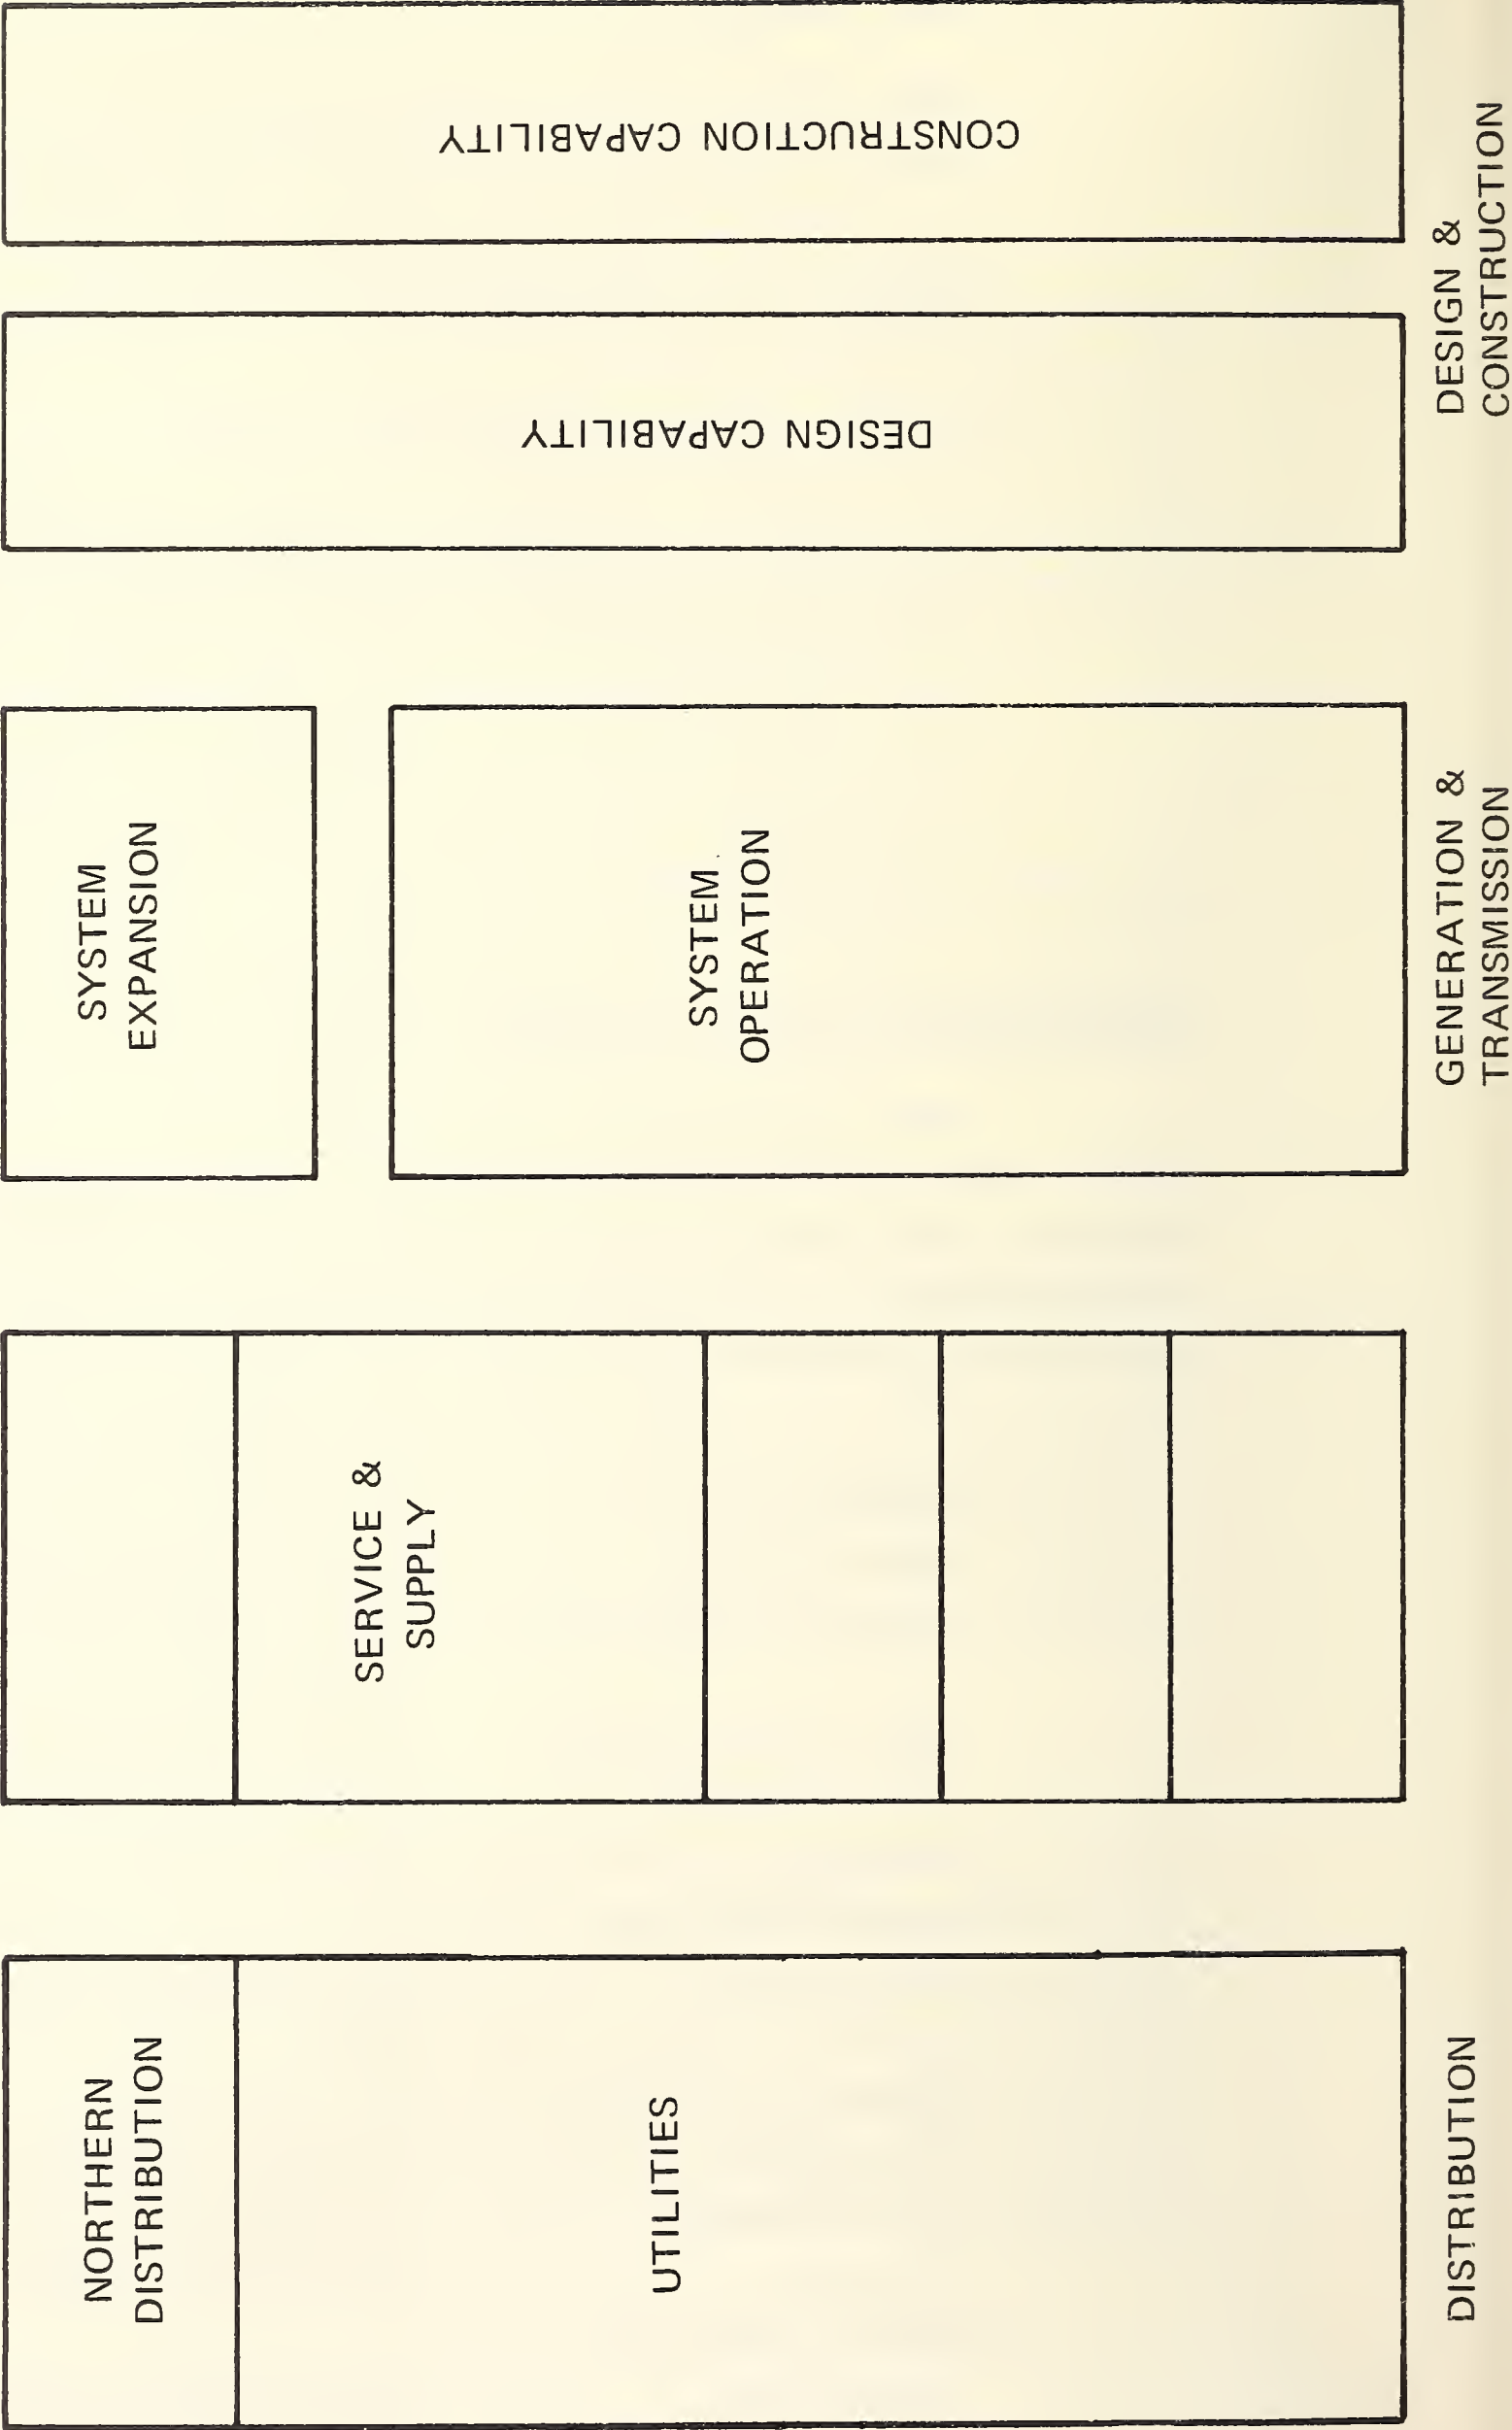 NORTHERN
DISTRIBUTION
UTILITIES
DISTRIBUTION
SERVICE &
SUPPLY
SYSTEM
EXPANSION
SYSTEM
OPERATION
GENERATION &
TRANSMISSION
DESIGN CAPABILITY
CONSTRUCTION CAPABILITY
DESIGN &
CONSTRUCTION